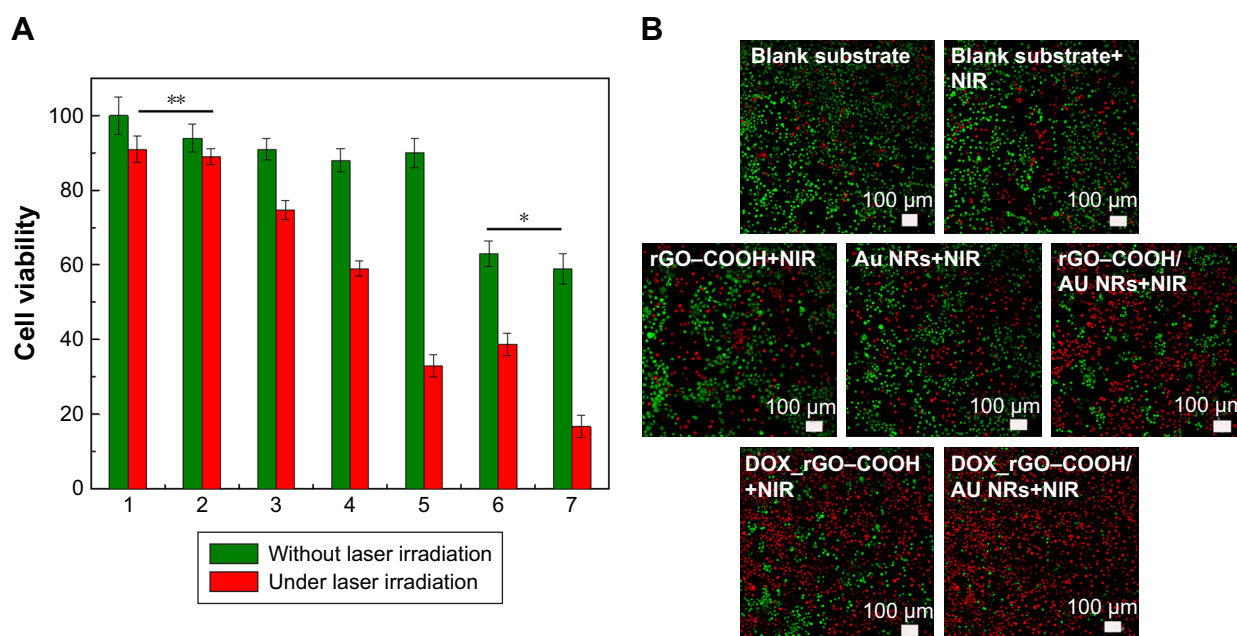 A
Cell viability
100
80
60
40
20
0
**
*
1 2 3 4 5 6 7
Without laser irradiation
Under laser irradiation
B
Blank substrate
100 μm
Blank substrate+
NIR
100 μm
rGO–COOH+NIR
100 μm
Au NRs+NIR
100 μm
rGO–COOH/
AU NRs+NIR
100 μm
DOX_rGO–COOH
+NIR
100 μm
DOX_rGO–COOH/
AU NRs+NIR
100 μm